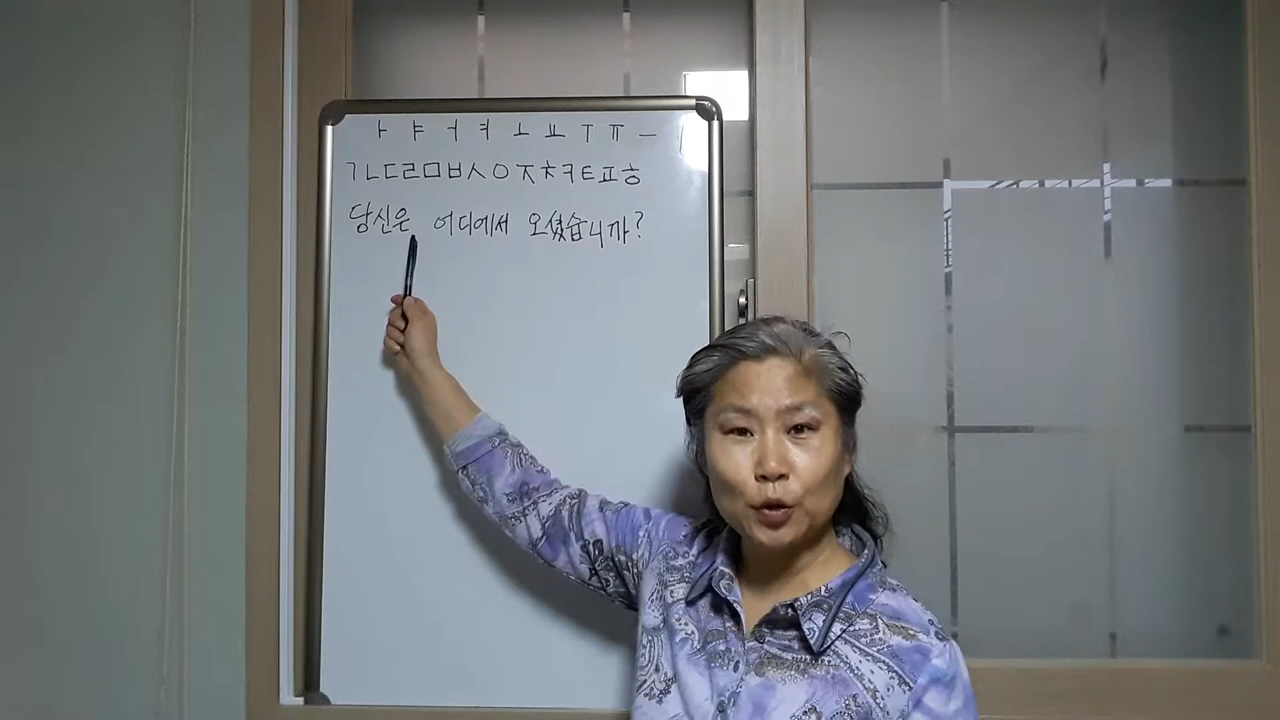 ㅏ ㅑ ㅓ ㅕ ㅗ ㅛ ㅜ ㅠ ㅡ ㅣ
ㄱㄴㄷㄹㅁㅂㅅㅇㅈㅊㅋㅌㅍㅎ
당신은 어디에서 오셨습니까?